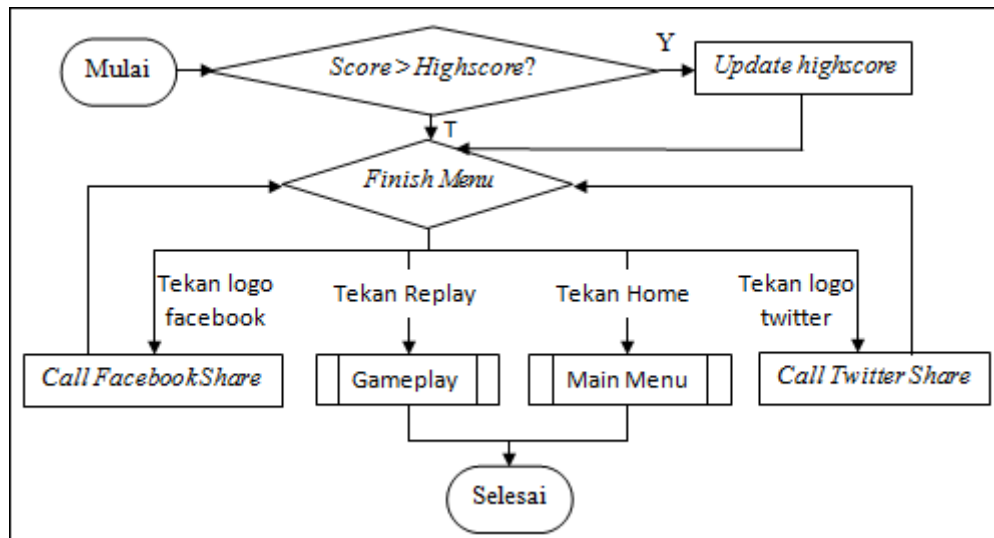 Mulai
Score > Highscore?
Y
Update highscore
T
Finish Menu
Tekan logo
facebook
Tekan Replay
Tekan Home
Tekan logo
twitter
Call FacebookShare
Gameplay
Main Menu
Call Twitter Share
Selesai